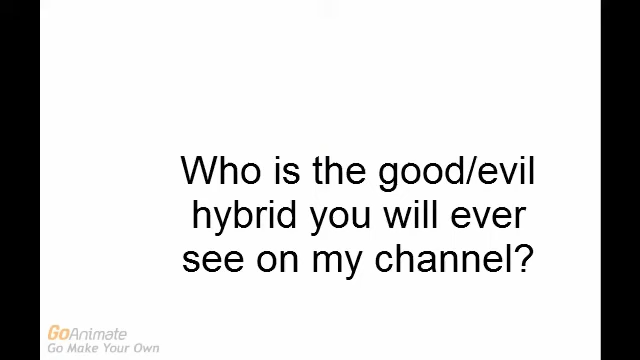 Who is the good/evil
hybrid you will ever
see on my channel?
GoAnimate
Go Make Your Own